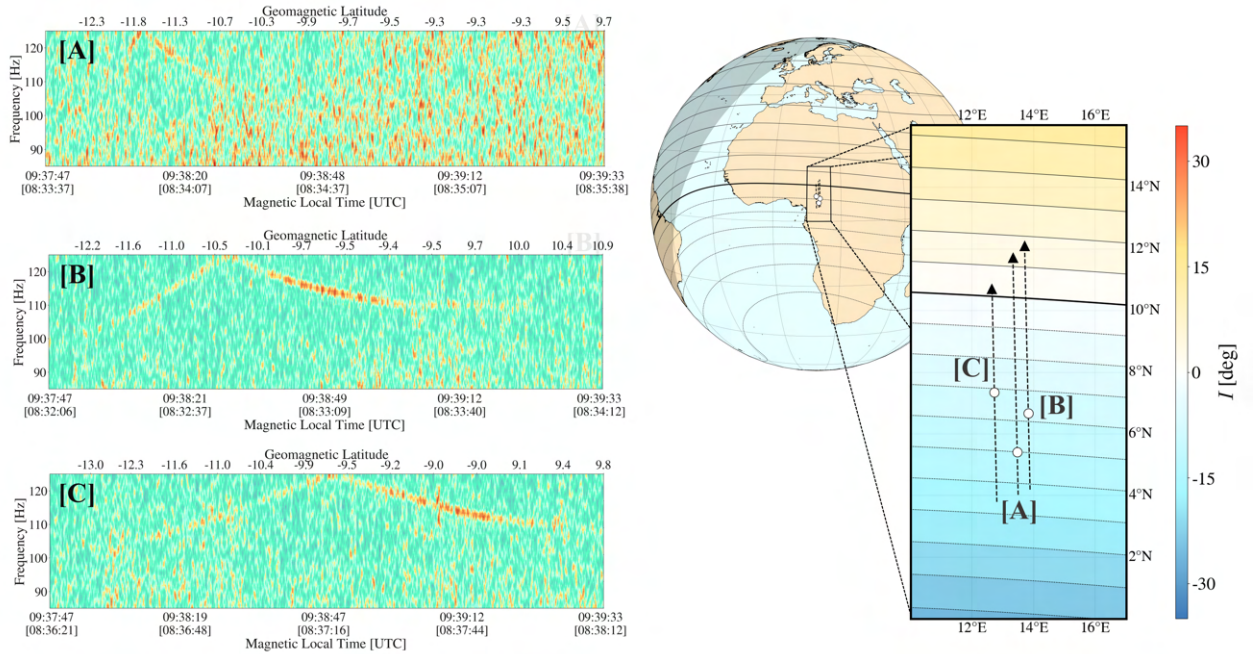 Geomagnetic Latitude
-12.3 -11.8 -11.3 -10.7 -10.3 -9.9 -9.7 -9.5 -9.3 -9.3 -9.3 9.5 9.7
[A]
Frequency [Hz]
120
110
100
90
09:37:47 09:38:20 09:38:48 09:39:12 09:39:33
[08:33:37] [08:34:07] [08:34:37] [08:35:07] [08:35:38]
Magnetic Local Time [UTC]
[B]
Geomagnetic Latitude
-12.2 -11.6 -11.0 -10.5 -10.1 -9.7 -9.5 -9.4 -9.5 9.7 10.0 10.4 10.9
[B]
Frequency [Hz]
120
110
100
90
09:37:47 09:38:21 09:38:49 09:39:12 09:39:33
[08:32:06] [08:32:37] [08:33:09] [08:33:40] [08:34:12]
Magnetic Local Time [UTC]
Geomagnetic Latitude
-13.0 -12.3 -11.6 -11.0 -10.4 -9.9 -9.5 -9.2 -9.0 -9.0 9.1 9.4 9.8
[C]
Frequency [Hz]
120
110
100
90
09:37:47 09:38:19 09:38:47 09:39:12 09:39:33
[08:36:21] [08:36:48] [08:37:16] [08:37:44] [08:38:12]
Magnetic Local Time [UTC]
12°E 14°E 16°E
14°N
12°N
10°N
8°N
6°N
4°N
2°N
[C]
[B]
[A]
12°E 14°E 16°E
30
15
0
-15
-30
I [deg]